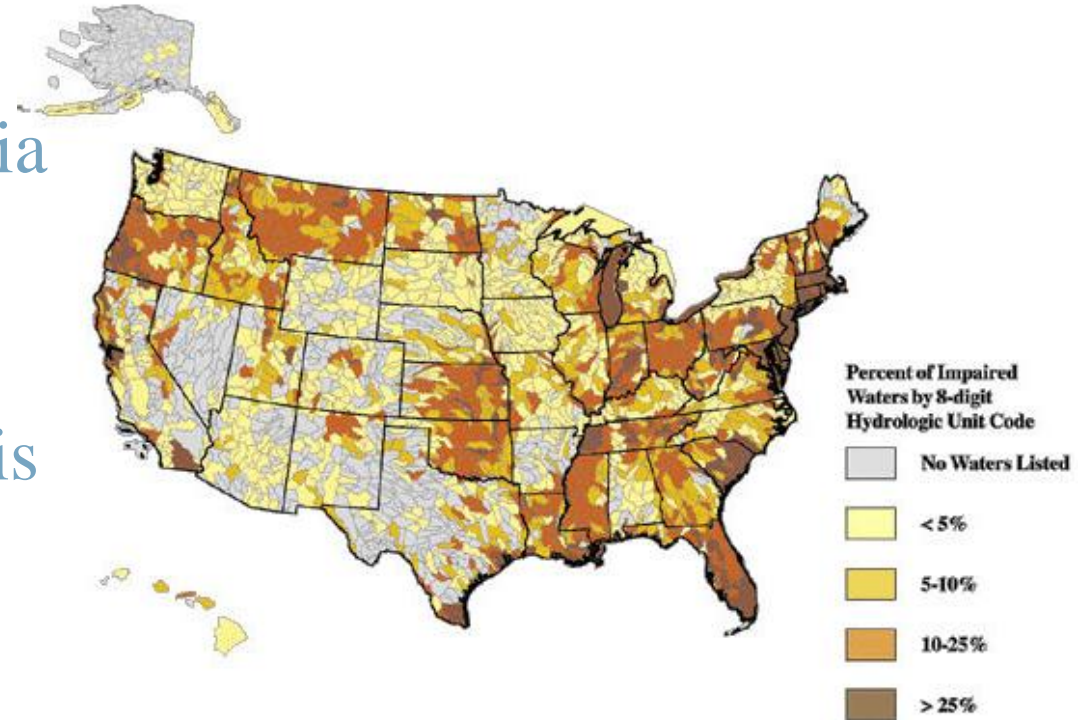 ia
is
Percent of Impaired
Waters by 8-digit
Hydrologic Unit Code
No Waters Listed
< 5%
5-10%
10-25%
> 25%